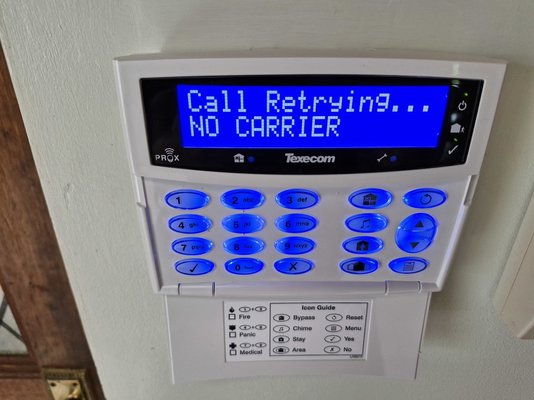 Call Retrying...
NO CARRIER
PROX
Texecom
1
2 abc
3 def
4 ghi
5 jkl
6 mno
7 pqrs
8 tuv
9 wxyz
0
Icon Guide
Fire
Panic
Medical
Bypass
Chime
Stay
Area
Reset
Menu
Yes
No